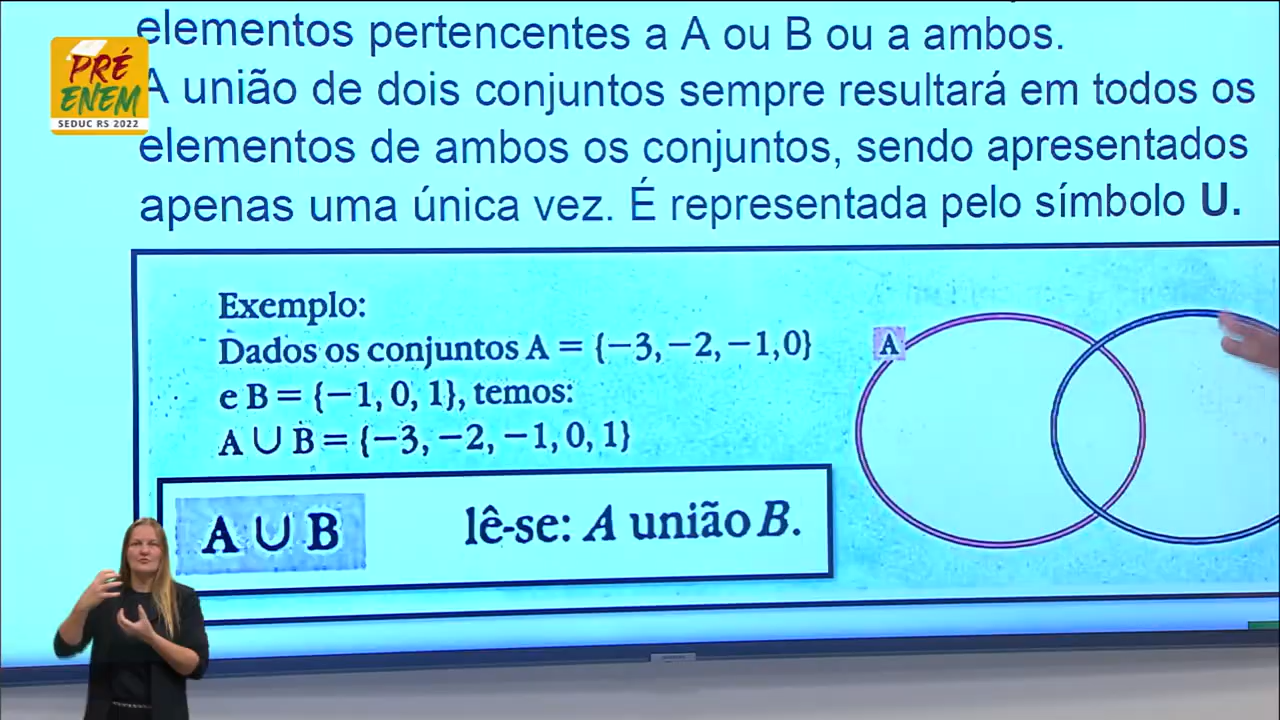 elementos pertencentes a A ou B ou a ambos.
PRÉ
ENEM
SEDUC RS 2022
A união de dois conjuntos sempre resultará em todos os
elementos de ambos os conjuntos, sendo apresentados
apenas uma única vez. É representada pelo símbolo U.
Exemplo:
Dados os conjuntos A = {−3, −2, −1,0}
e B = {−1, 0, 1}, temos:
A ∪ B = {−3, −2, −1, 0, 1}
A
A ∪ B lê-se: A união B.